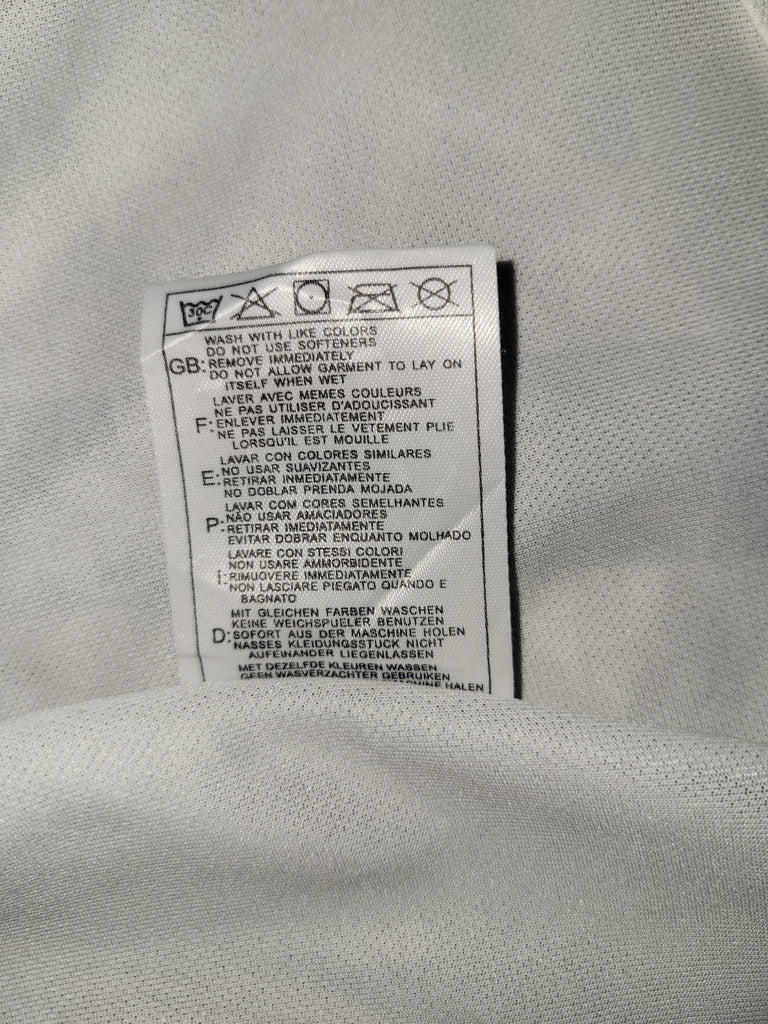 30C
WASH WITH LIKE COLORS
DO NOT USE SOFTENERS
GB: REMOVE IMMEDIATELY
DO NOT ALLOW GARMENT TO LAY ON
ITSELF WHEN WET
LAVER AVEC MEMES COULEURS
NE PAS UTILISER D'ADOUCISSANT
F: ENLEVER IMMEDIATEMENT
NE PAS LAISSER LE VETEMENT PLIE
LORSQU'IL EST MOUILLE
LAVAR CON COLORES SIMILARES
E: NO USAR SUAVIZANTES
RETIRAR INMEDIATAMENTE
NO DOBLAR PRENDA MOJADA
LAVAR COM CORES SEMELHANTES
P: NÃO USAR AMACIADORES
RETIRAR IMEDIATAMENTE
EVITAR DOBRAR ENQUANTO MOLHADO
LAVARE CON STESSI COLORI
NON USARE AMMORBIDENTE
I: RIMUOVERE IMMEDIATAMENTE
NON LASCIARE PIEGATO QUANDO E
BAGNATO
MIT GLEICHEN FARBEN WASCHEN
KEINE WEICHSPUELER BENUTZEN
D: SOFORT AUS DER MASCHINE HOLEN
NASSES KLEIDUNGSSTUCK NICHT
AUFEINANDER LIEGENLASSEN
MET DEZELFDE KLEUREN WASSEN
GEEN WASVERZACHTER GEBRUIKEN
HALEN